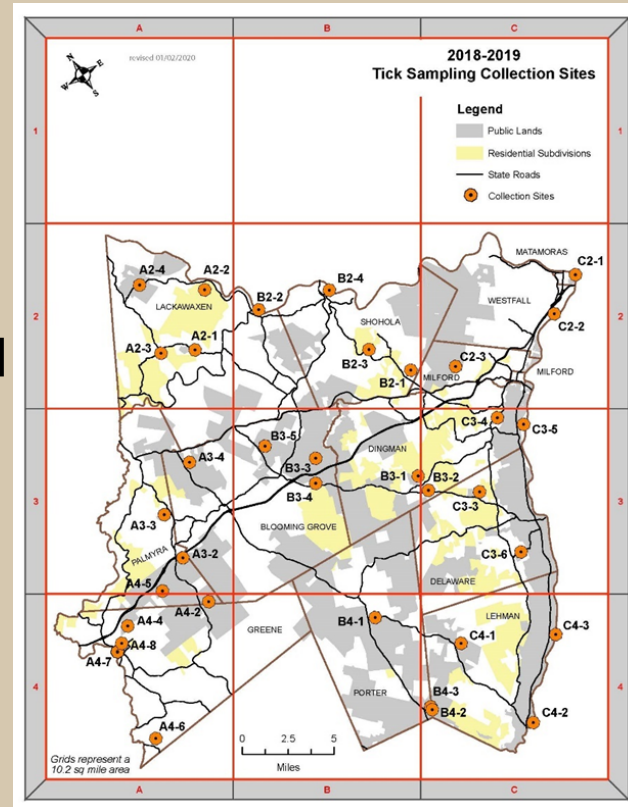 A
B
C
N
E
W
S
revised 01/02/2020
2018-2019
Tick Sampling Collection Sites
Legend
Public Lands
Residential Subdivisions
State Roads
Collection Sites
1
1
MATAMORAS
C2-1
A2-4
A2-2
B2-4
B2-2
WESTFALL
LACKAWAXEN
2
2
SHOHOLA
C2-2
A2-3
A2-1
B2-3
C2-3
B2-1
MILFORD
MILFORD
C3-4
C3-5
B3-5
DINGMAN
A3-4
B3-3
B3-1
B3-2
B3-4
C3-3
3
3
A3-3
BLOOMING GROVE
PALMYRA
A3-2
C3-6
A4-5
DELAWARE
A4-2
A4-4
B4-1
LEHMAN
GREENE
C4-1
C4-3
A4-8
A4-7
4
4
PORTER
B4-3
B4-2
C4-2
A4-6
0
2.5
5
Miles
Grids represent a
10.2 sq mile area
A
B
C